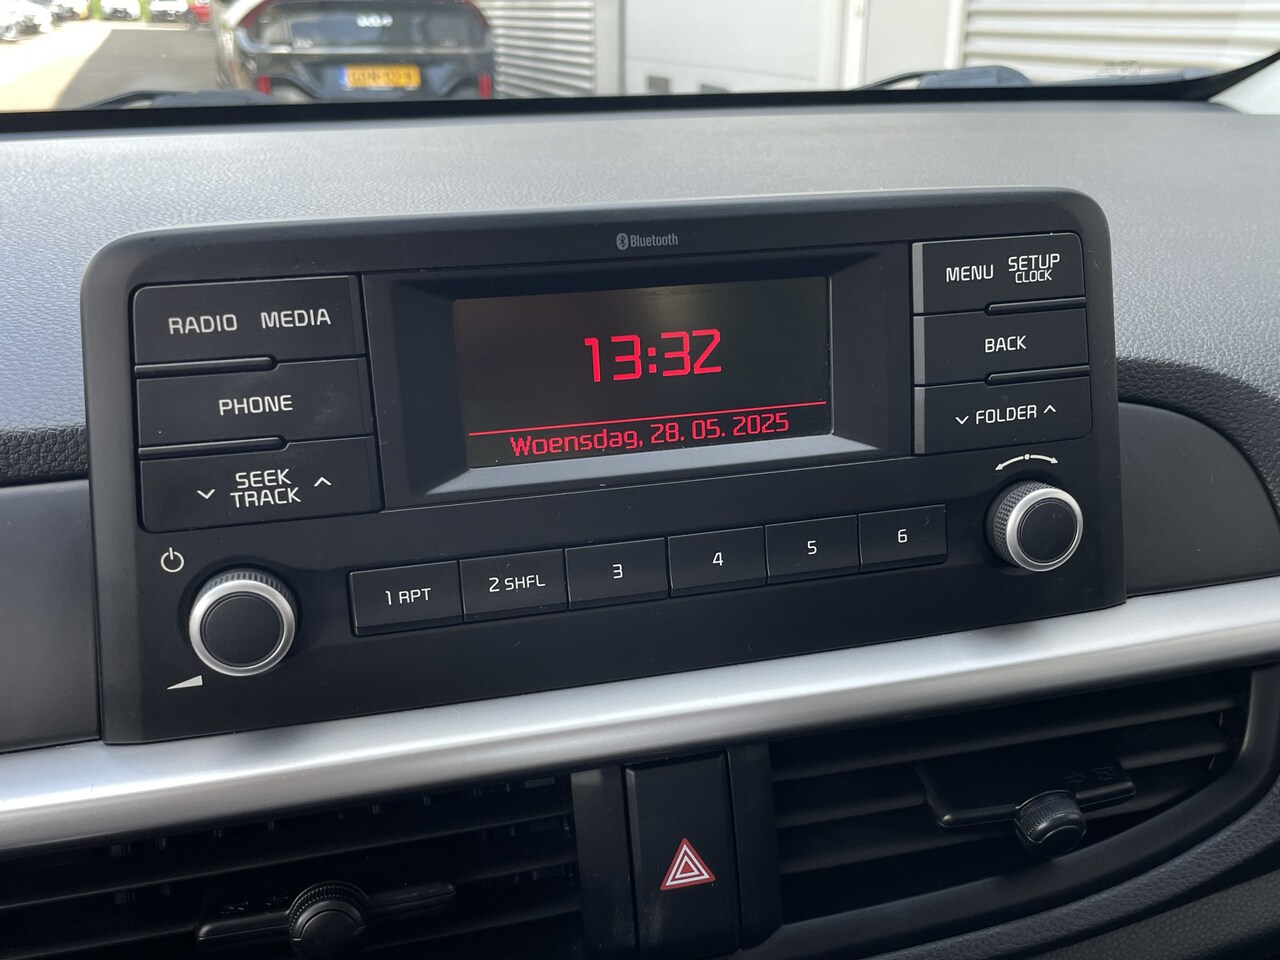 Bluetooth
RADIO MEDIA
PHONE
SEEK
TRACK
13:32
Woensdag, 28. 05. 2025
MENU SETUP
CLOCK
BACK
FOLDER
1 RPT
2 SHFL
3
4
5
6